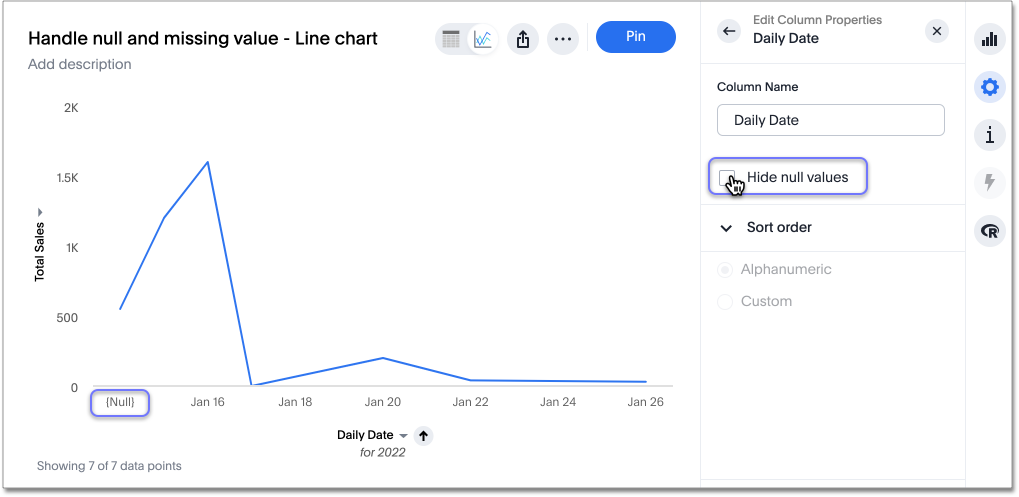 Handle null and missing value - Line chart
Add description
Pin
2K
1.5K
1K
500
0
Total Sales
{Null}
Jan 16
Jan 18
Jan 20
Jan 22
Jan 24
Jan 26
Daily Date
for 2022
Showing 7 of 7 data points
Edit Column Properties
Daily Date
Column Name
Daily Date
Hide null values
Sort order
Alphanumeric
Custom
i
R